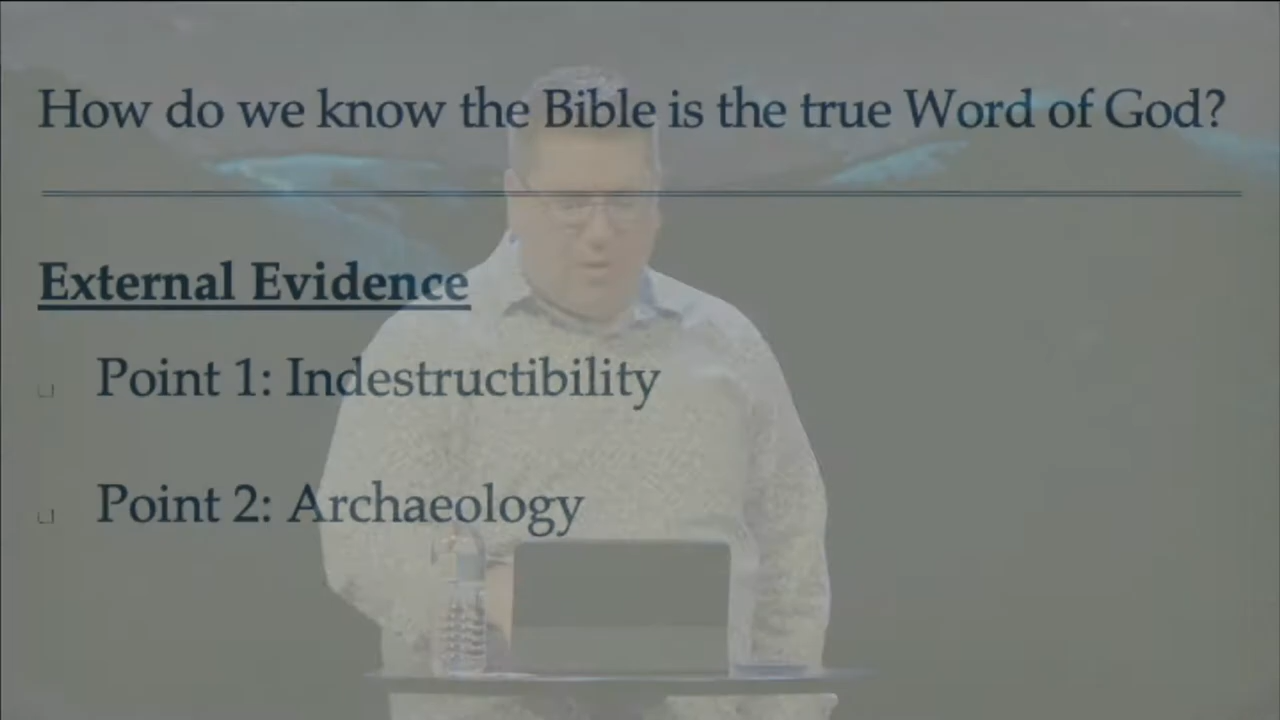 How do we know the Bible is the true Word of God?
External Evidence
Point 1: Indestructibility
Point 2: Archaeology